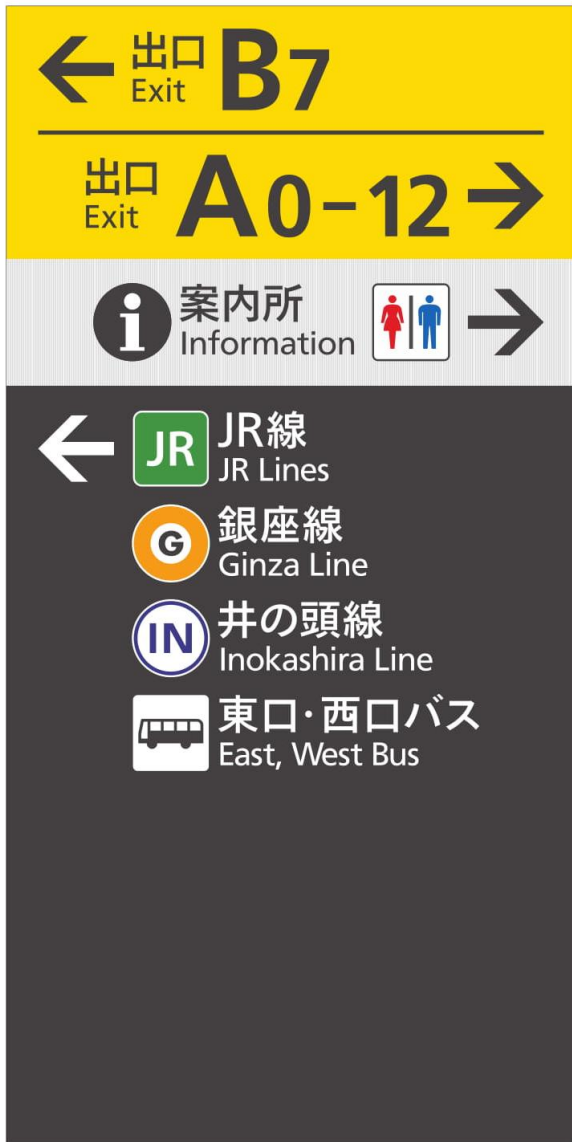 ← 出口 B7
Exit
出口 A0-12 →
Exit
i 案内所 →
Information
← JR JR線
JR Lines
G 銀座線
Ginza Line
IN 井の頭線
Inokashira Line
東口・西口バス
East, West Bus